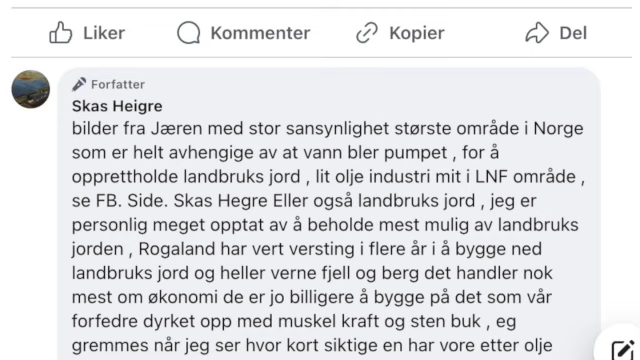 Liker Kommenter Kopier Del
Forfatter
Skas Heigre
bilder fra Jæren med stor sansynlighet største område i Norge
som er helt avhengige av at vann bler pumpet , for å
opprettholde landbruks jord , lit olje industri mit i LNF område ,
se FB. Side. Skas Hegre Eller også landbruks jord , jeg er
personlig meget opptat av å beholde mest mulig av landbruks
jorden , Rogaland har vert versting i flere år i å bygge ned
landbruks jord og heller verne fjell og berg det handler nok
mest om økonomi de er jo billigere å bygge på det som vår
forfedre dyrket opp med muskel kraft og sten buk , eg
gremmes når jeg ser hvor kort siktige en har vore etter olje